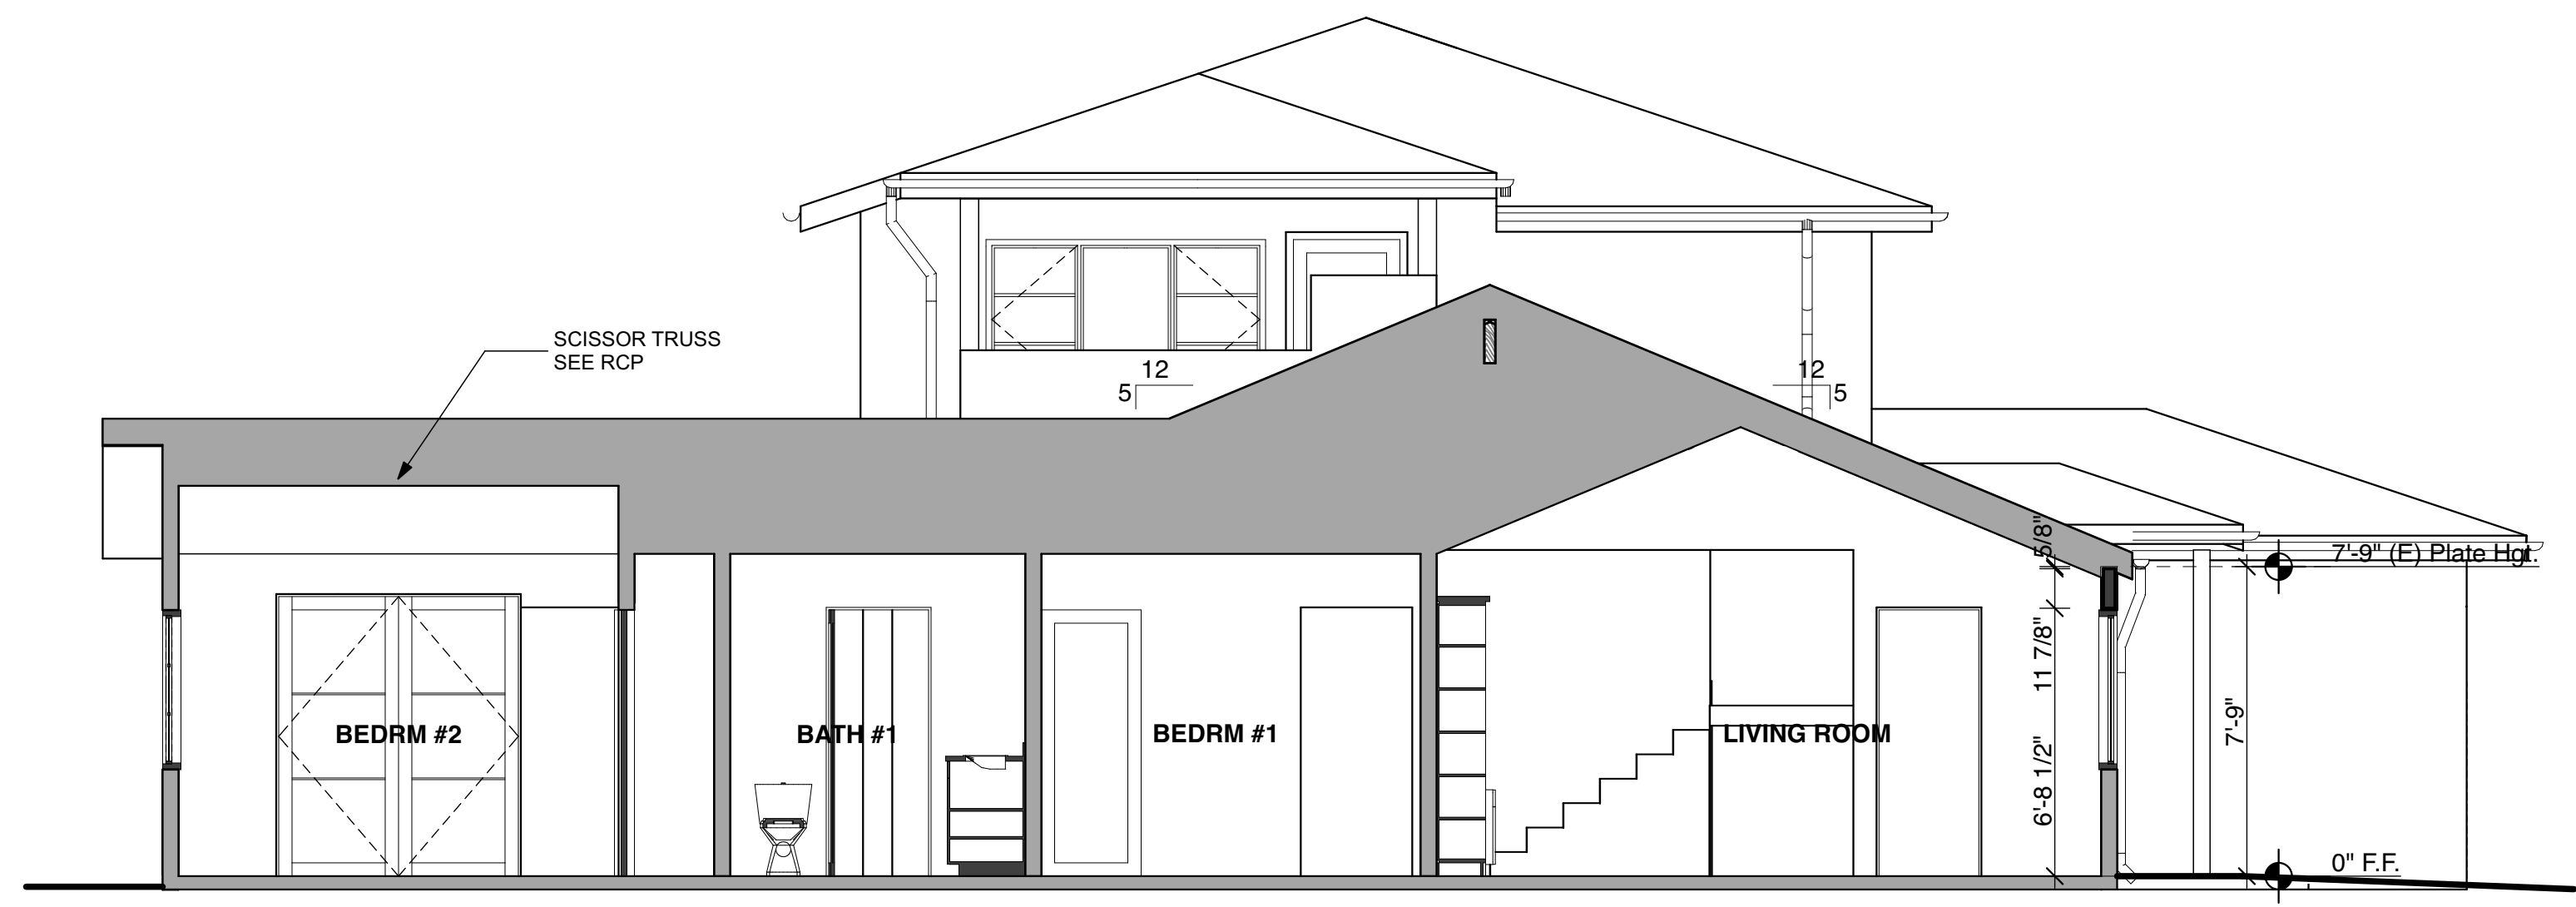 SCISSOR TRUSS
SEE RCP
12
5
12
5
5/8"
7'-9" (E) Plate Hgt.
11 7/8"
7'-9"
6'-8 1/2"
BEDRM #2
BATH #1
BEDRM #1
LIVING ROOM
0" F.F.